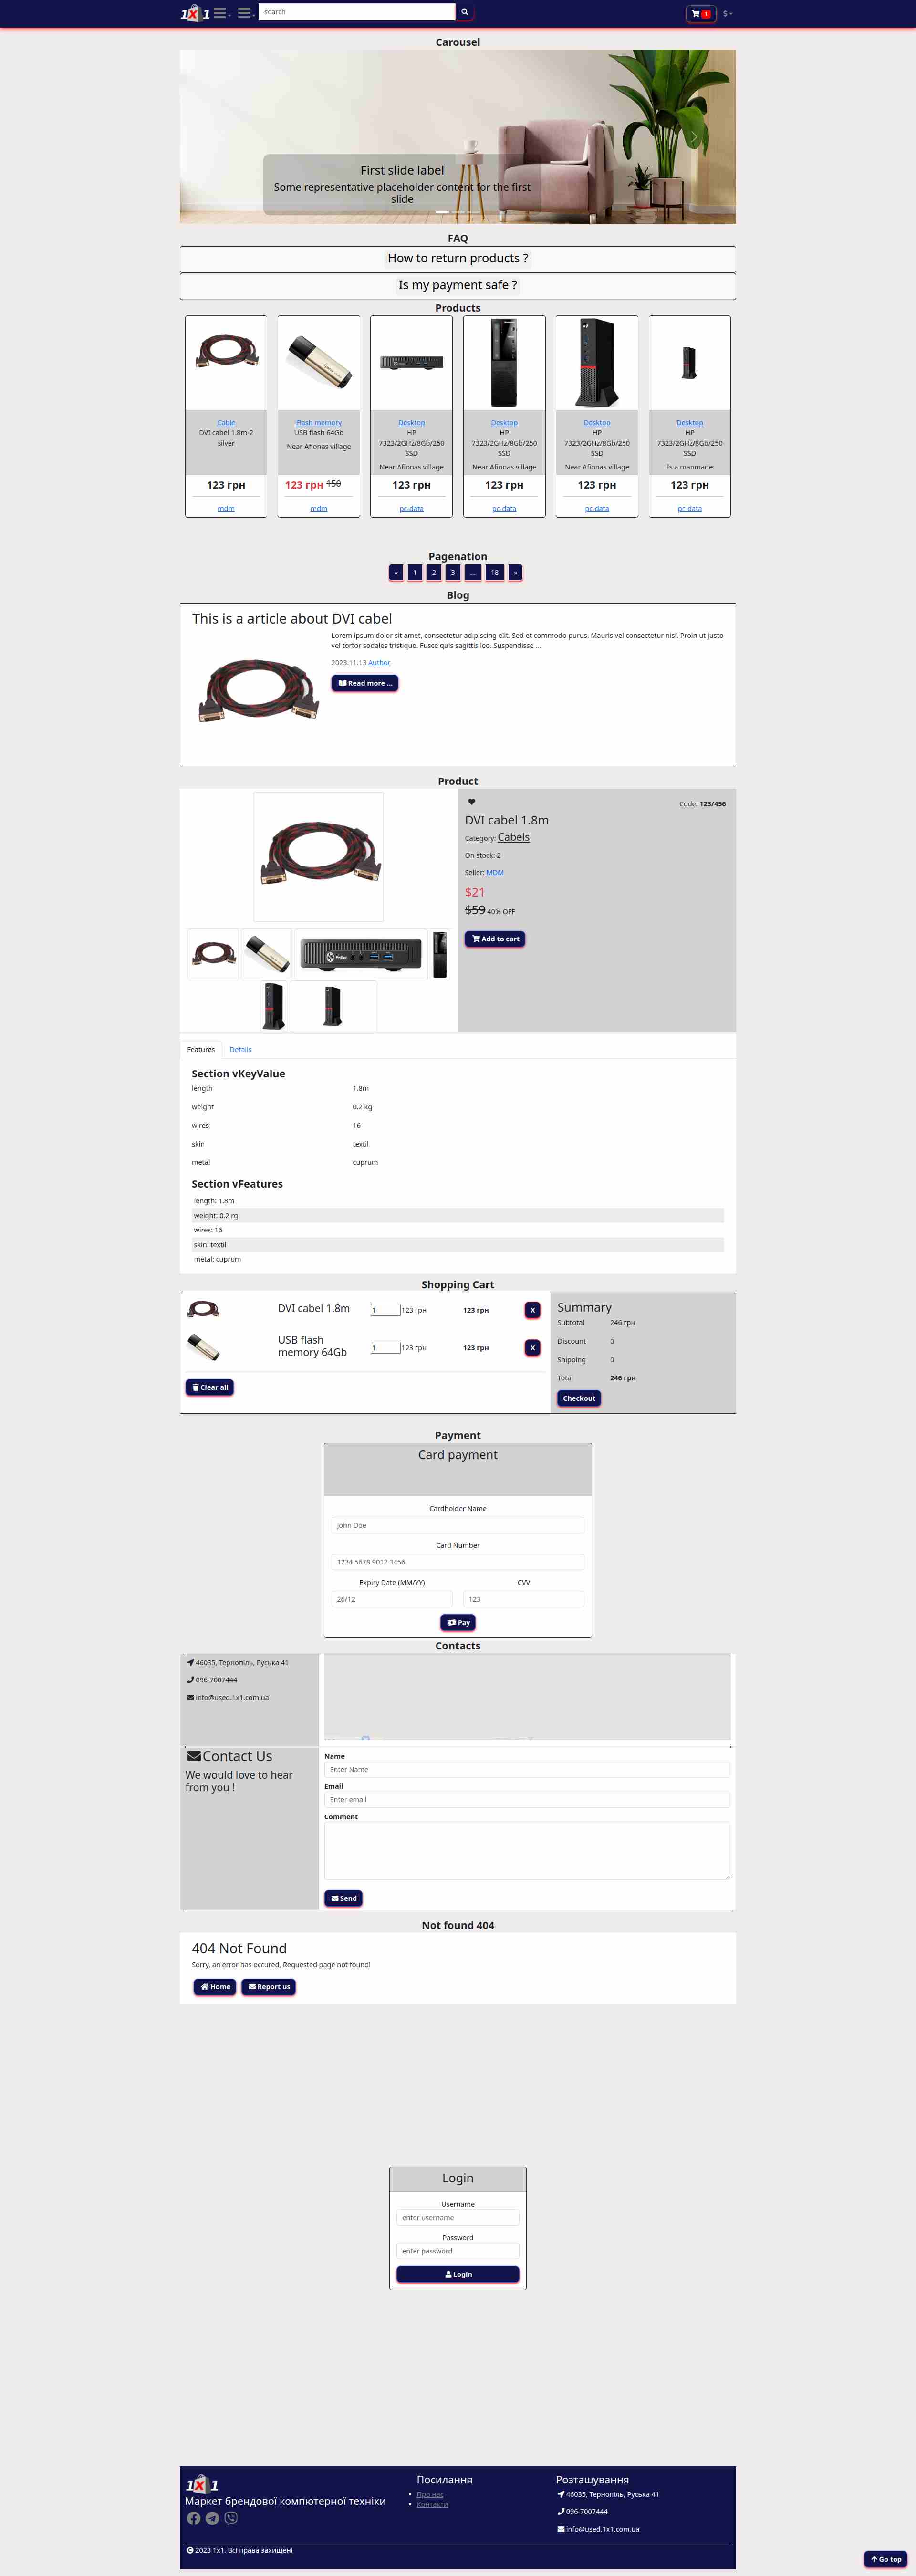 1X1
search
1
$
Carousel
First slide label
Some representative placeholder content for the first
slide
FAQ
How to return products ?
Is my payment safe ?
Products
Cable
DVI cabel 1.8m-2
silver
123 грн
mdm
Flash memory
USB flash 64Gb
Near Afionas village
123 грн 150
mdm
Desktop
HP
7323/2GHz/8Gb/250
SSD
Near Afionas village
123 грн
pc-data
Desktop
HP
7323/2GHz/8Gb/250
SSD
Near Afionas village
123 грн
pc-data
Desktop
HP
7323/2GHz/8Gb/250
SSD
Near Afionas village
123 грн
pc-data
Desktop
HP
7323/2GHz/8Gb/250
SSD
Is a manmade
123 грн
pc-data
Pagenation
« 1 2 3 ... 18 »
Blog
This is a article about DVI cabel
Lorem ipsum dolor sit amet, consectetur adipiscing elit. Sed et commodo purus. Mauris vel consectetur nisl. Proin ut justo
vel tortor sodales tristique. Fusce quis sagittis leo. Suspendisse ...
2023.11.13 Author
Read more ...
Product
Code: 123/456
DVI cabel 1.8m
Category: Cabels
On stock: 2
Seller: MDM
$21
$59 40% OFF
Add to cart
Features Details
Section vKeyValue
length 1.8m
weight 0.2 kg
wires 16
skin textil
metal cuprum
Section vFeatures
length: 1.8m
weight: 0.2 rg
wires: 16
skin: textil
metal: cuprum
Shopping Cart
DVI cabel 1.8m 1 123 грн 123 грн X
USB flash
memory 64Gb 1 123 грн 123 грн X
Clear all
Summary
Subtotal 246 грн
Discount 0
Shipping 0
Total 246 грн
Checkout
Payment
Card payment
Cardholder Name
John Doe
Card Number
1234 5678 9012 3456
Expiry Date (MM/YY) CVV
26/12 123
Pay
Contacts
46035, Тернопіль, Руська 41
096-7007444
info@used.1x1.com.ua
Contact Us
We would love to hear
from you !
Name
Enter Name
Email
Enter email
Comment
Send
Not found 404
404 Not Found
Sorry, an error has occured, Requested page not found!
Home Report us
Login
Username
enter username
Password
enter password
Login
1X1
Маркет брендової компютерної техніки
Посилання
Про нас
Контакти
Розташування
46035, Тернопіль, Руська 41
096-7007444
info@used.1x1.com.ua
2023 1x1. Всі права захищені
Go top